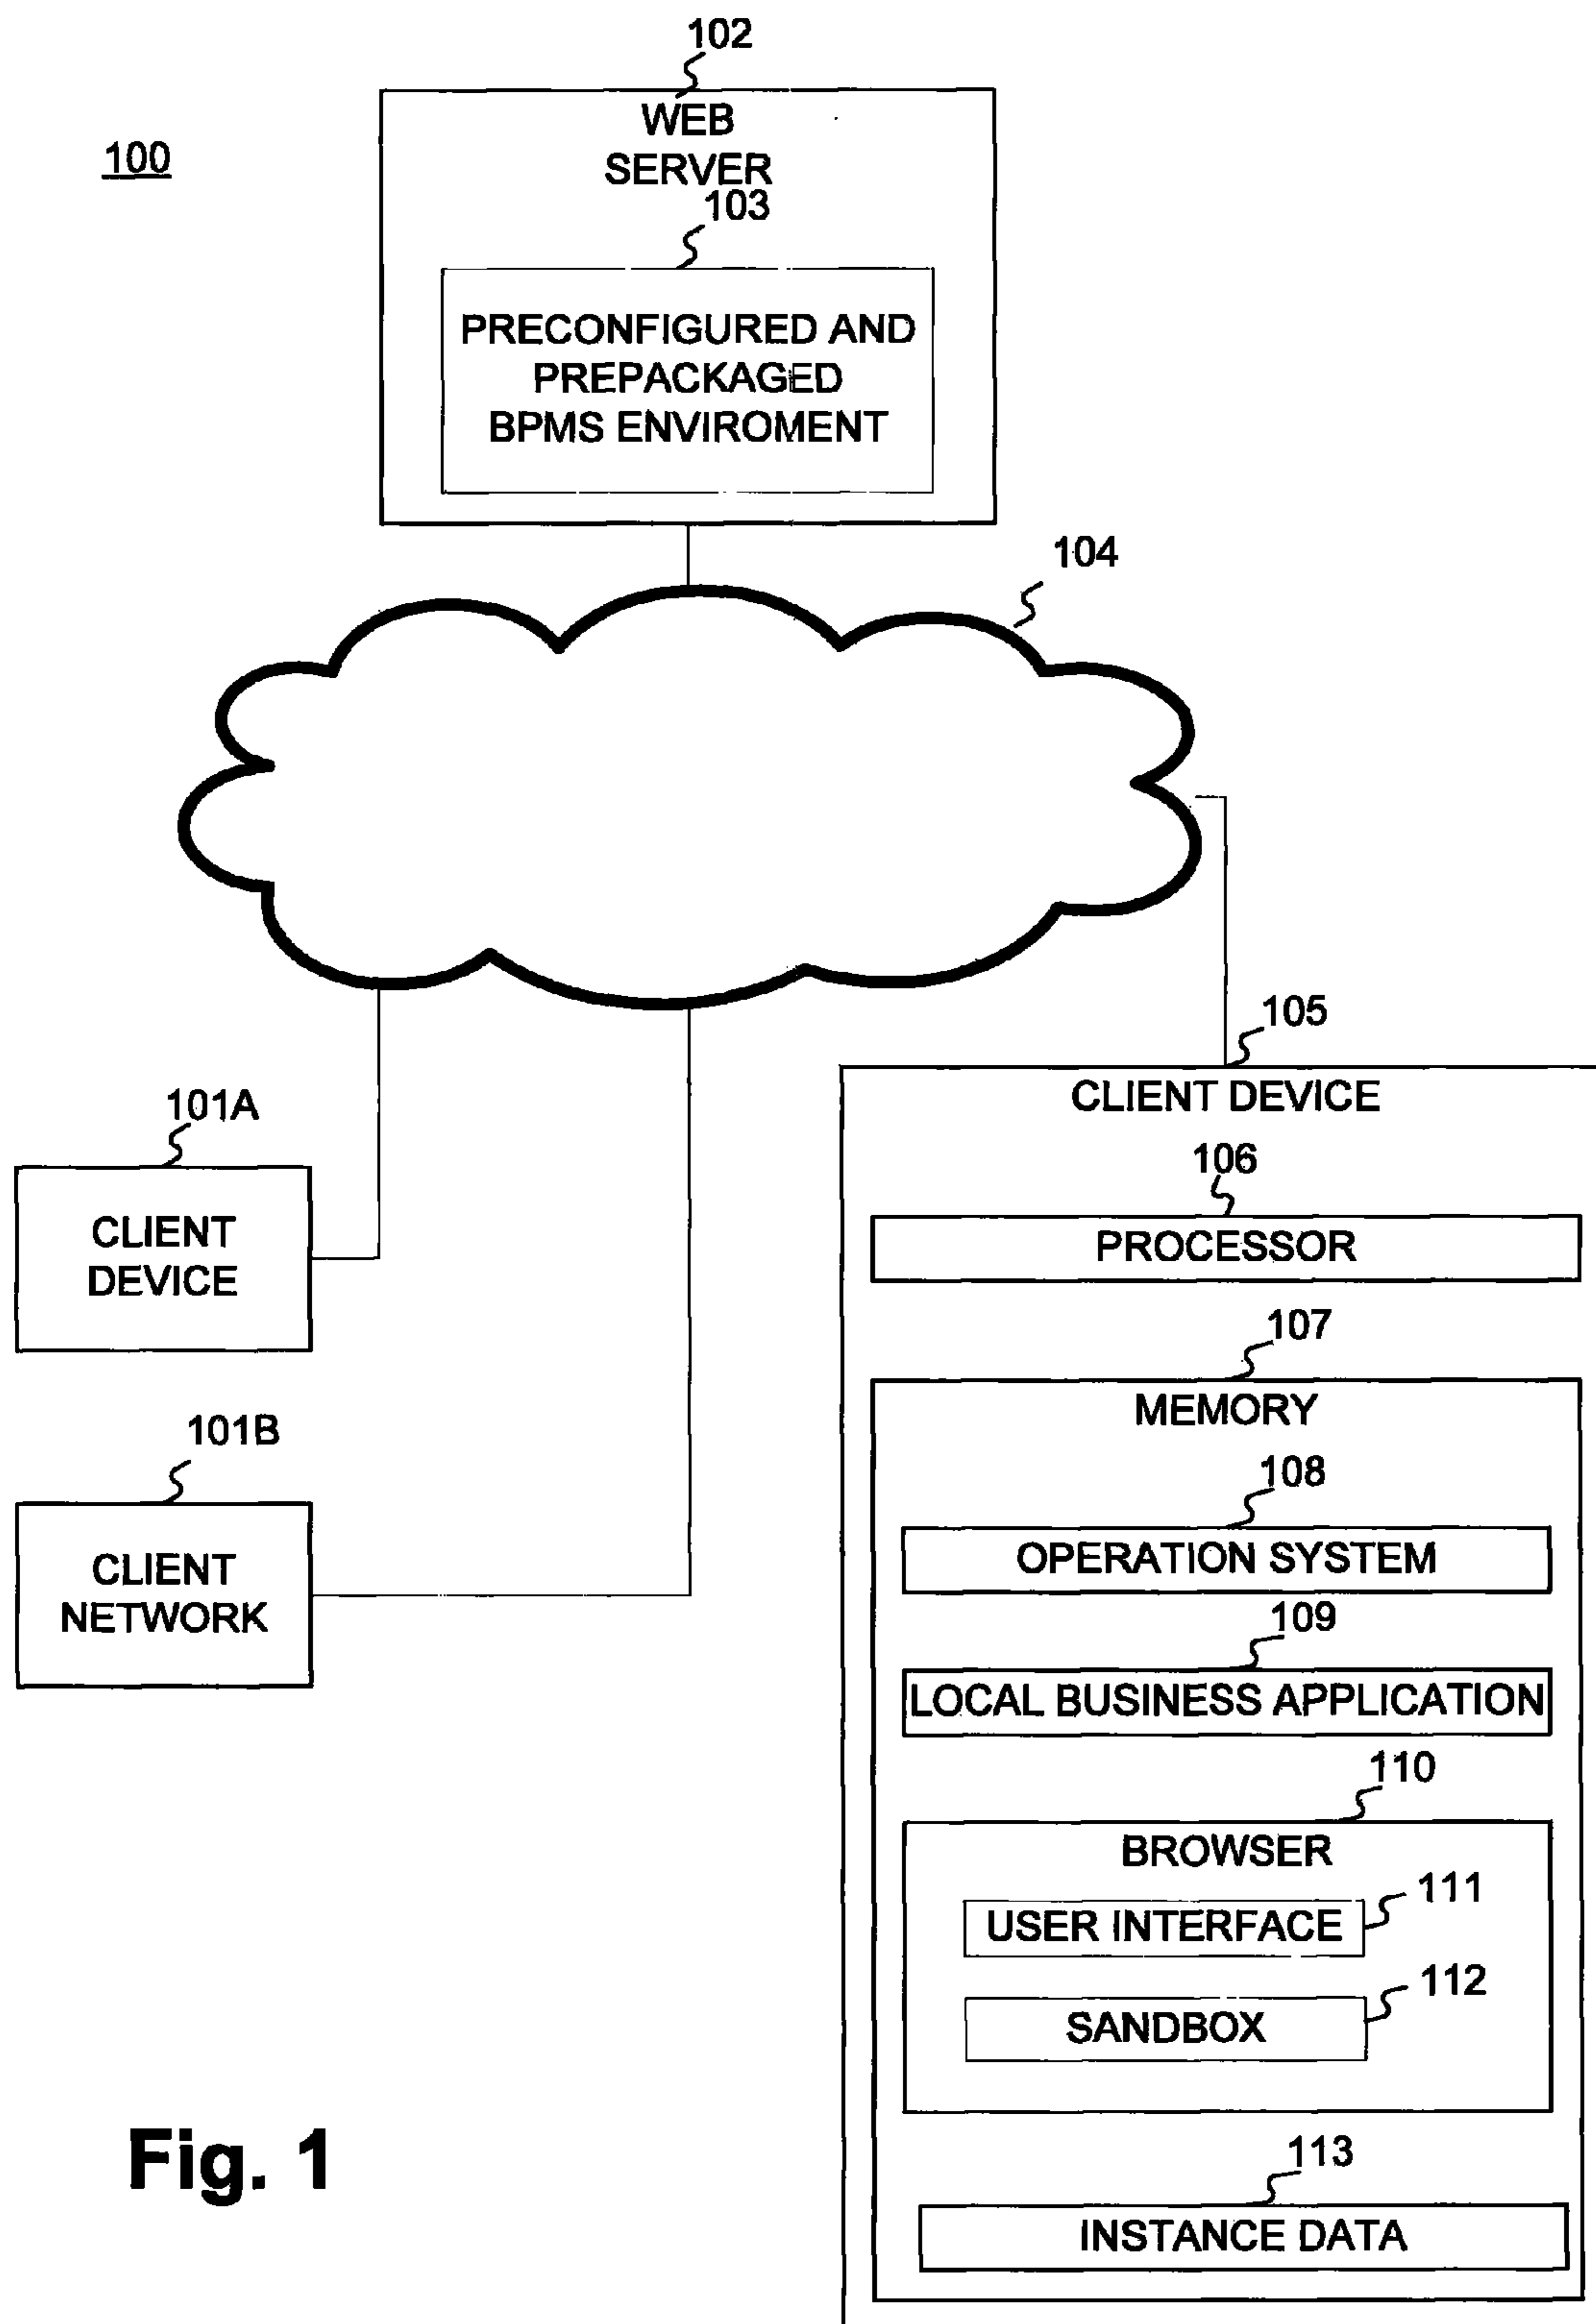 102
WEB
SERVER
100
103
PRECONFIGURED AND
PREPACKAGED
BPMS ENVIROMENT
104
105
CLIENT DEVICE
101A
CLIENT
DEVICE
106
PROCESSOR
107
MEMORY
101B
CLIENT
NETWORK
108
OPERATION SYSTEM
109
LOCAL BUSINESS APPLICATION
110
BROWSER
111
USER INTERFACE
112
SANDBOX
113
INSTANCE DATA
Fig. 1